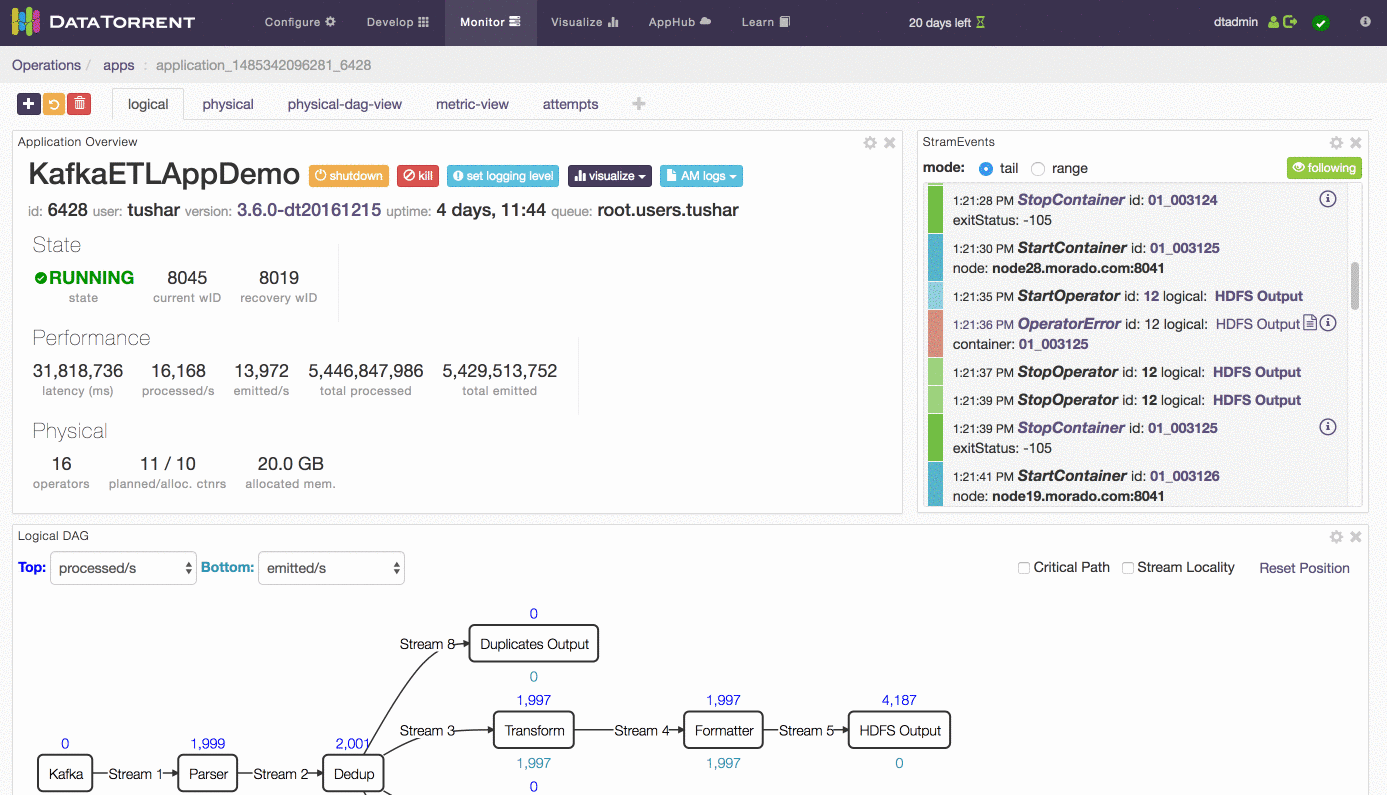 DATATORRENT Configure Develop Monitor Visualize AppHub Learn 20 days left dtadmin
Operations / apps : application_1485342096281_6428
logical physical physical-dag-view metric-view attempts
Application Overview
KafkaETLAppDemo shutdown kill set logging level visualize AM logs
id: 6428 user: tushar version: 3.6.0-dt20161215 uptime: 4 days, 11:44 queue: root.users.tushar
State
RUNNING 8045 8019
state current wID recovery wID
Performance
31,818,736 16,168 13,972 5,446,847,986 5,429,513,752
latency (ms) processed/s emitted/s total processed total emitted
Physical
16 11 / 10 20.0 GB
operators planned/alloc. ctnrs allocated mem.
StramEvents
mode: tail range following
1:21:28 PM StopContainer id: 01_003124
exitStatus: -105
1:21:30 PM StartContainer id: 01_003125
node: node28.morado.com:8041
1:21:35 PM StartOperator id: 12 logical: HDFS Output
1:21:36 PM OperatorError id: 12 logical: HDFS Output
container: 01_003125
1:21:37 PM StopOperator id: 12 logical: HDFS Output
1:21:39 PM StopOperator id: 12 logical: HDFS Output
1:21:39 PM StopContainer id: 01_003125
exitStatus: -105
1:21:41 PM StartContainer id: 01_003126
node: node19.morado.com:8041
Logical DAG
Top: processed/s Bottom: emitted/s Critical Path Stream Locality Reset Position
0
Stream 8 Duplicates Output
0
1,997 1,997 4,187
Stream 3 Transform Stream 4 Formatter Stream 5 HDFS Output
0 1,999 2,001 1,997 1,997 0
Kafka Stream 1 Parser Stream 2 Dedup
0